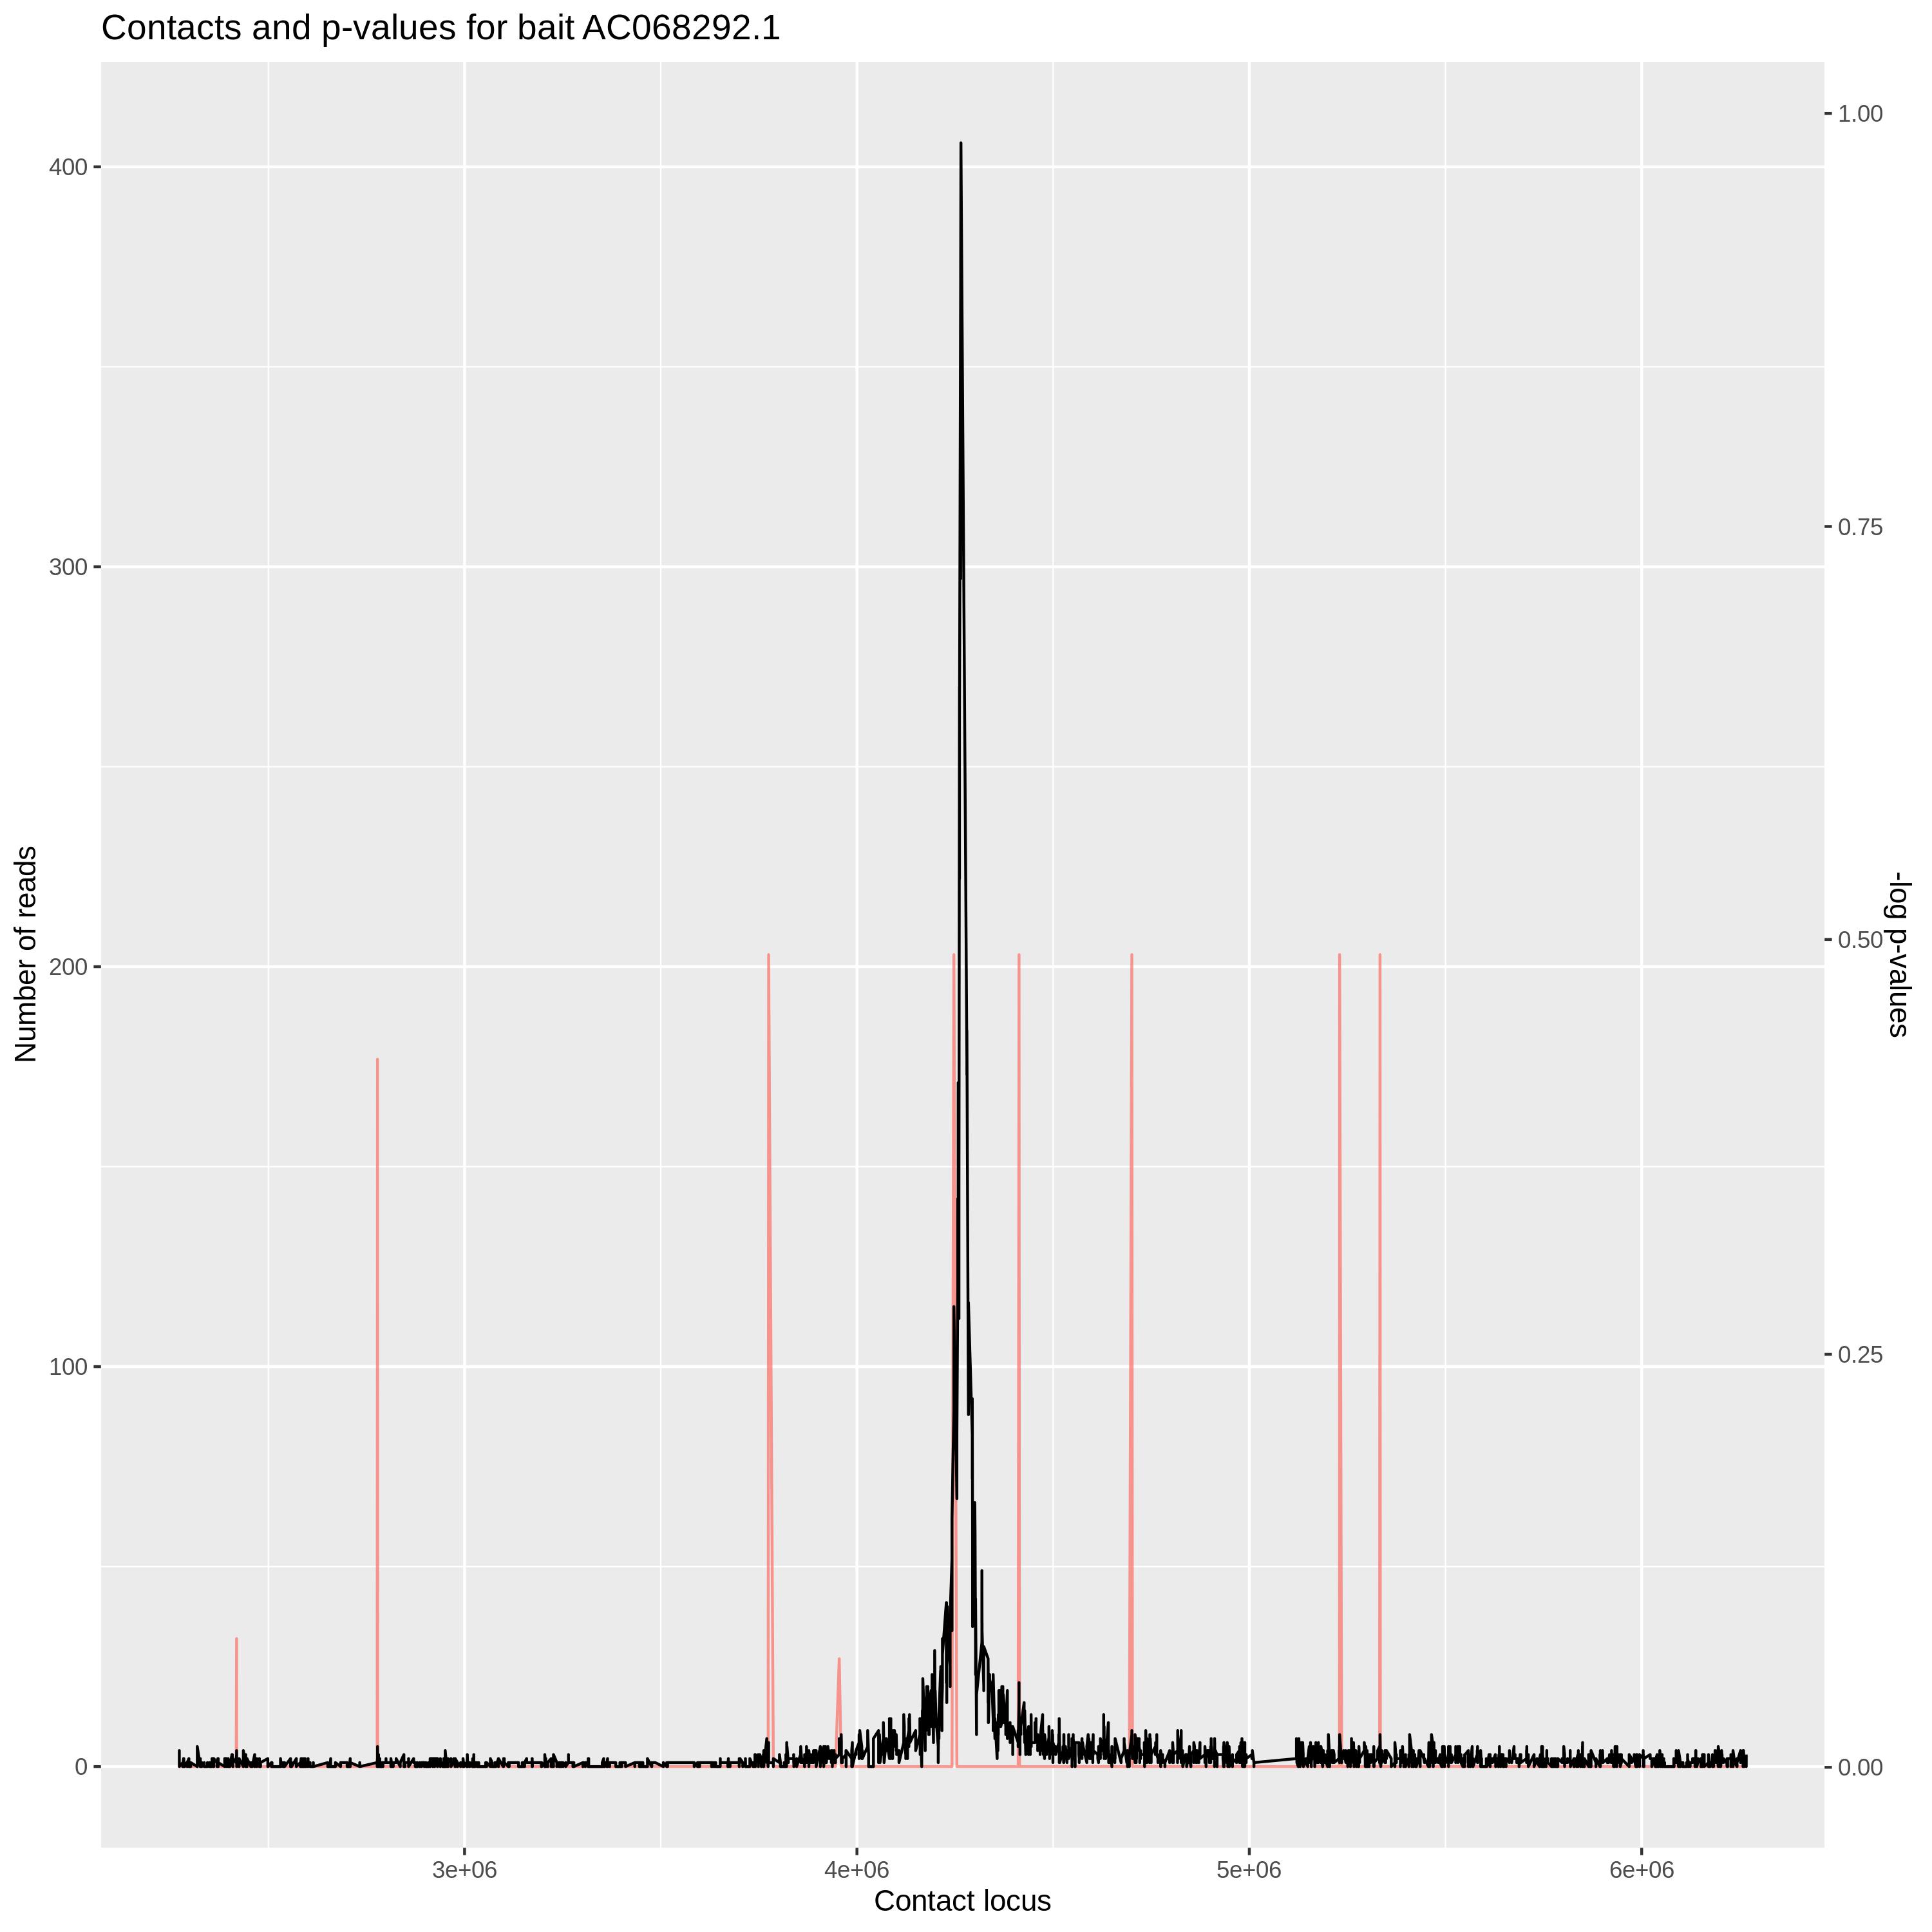 Contacts and p-values for bait AC068292.1
1.00
400
0.75
300
Number of reads
-log p-values
0.50
200
0.25
100
0
0.00
3e+06
4e+06
5e+06
6e+06
Contact locus